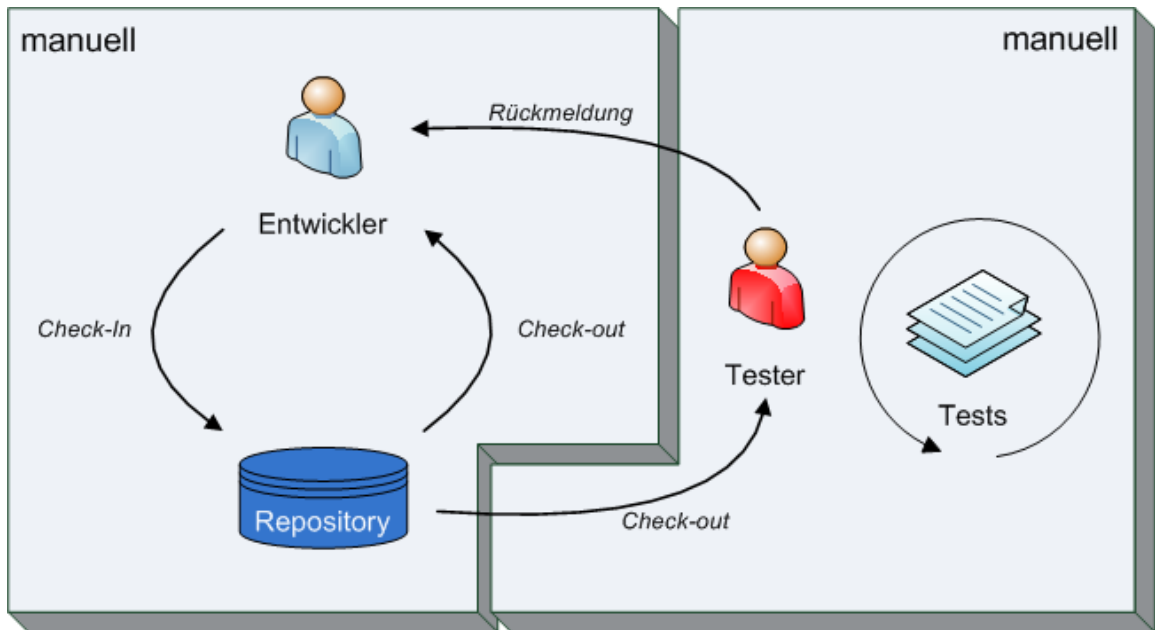 manuell
manuell
Rückmeldung
Entwickler
Check-In
Check-out
Tester
Tests
Repository
Check-out